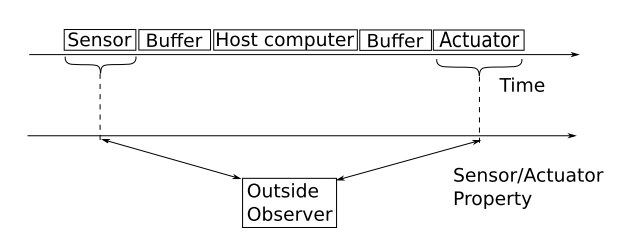 Sensor Buffer Host computer Buffer Actuator
Time
Sensor/Actuator
Property
Outside
Observer